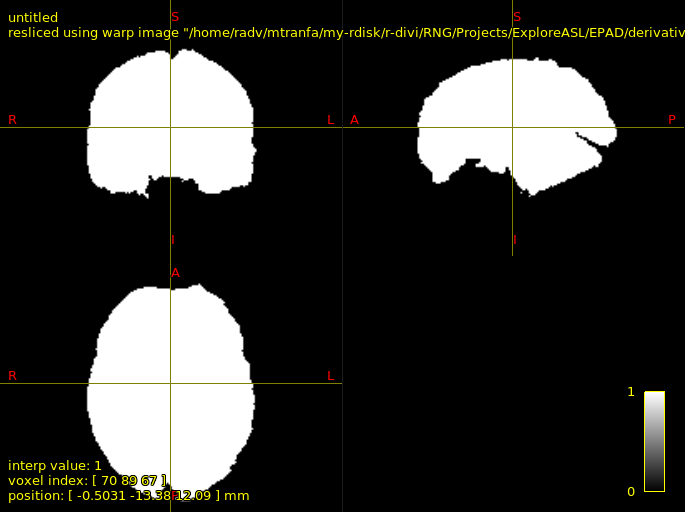 untitled
resliced using warp image "/home/radv/mtranfa/my-rdisk/r-divi/RNG/Projects/ExploreASL/EPAD/derivativ
S
S
R
L
A
P
I
I
A
R
L
1
interp value: 1
voxel index: [ 70 89 67 ]
0
position: [ -0.5031 -13.38 12.09 ] mm